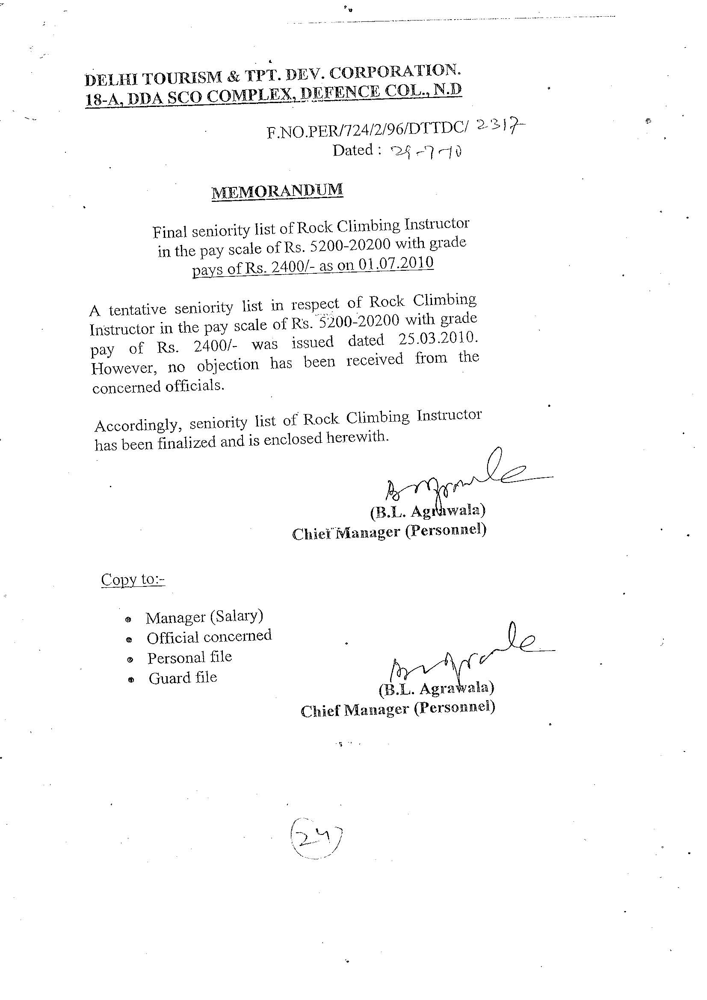 DELHI TOURISM & TPT. DEV. CORPORATION.
18-A, DDA SCO COMPLEX, DEFENCE COL., N.D
F.NO.PER/724/2/96/DTTDC/ 2317
Dated : 29-7-10
MEMORANDUM
Final seniority list of Rock Climbing Instructor
in the pay scale of Rs. 5200-20200 with grade
pays of Rs. 2400/- as on 01.07.2010
A tentative seniority list in respect of Rock Climbing
Instructor in the pay scale of Rs. 5200-20200 with grade
pay of Rs. 2400/- was issued dated 25.03.2010.
However, no objection has been received from the
concerned officials.
Accordingly, seniority list of Rock Climbing Instructor
has been finalized and is enclosed herewith.
(B.L. Agrawala)
Chief Manager (Personnel)
Copy to:-
• Manager (Salary)
• Official concerned
• Personal file
• Guard file
(B.L. Agrawala)
Chief Manager (Personnel)
24